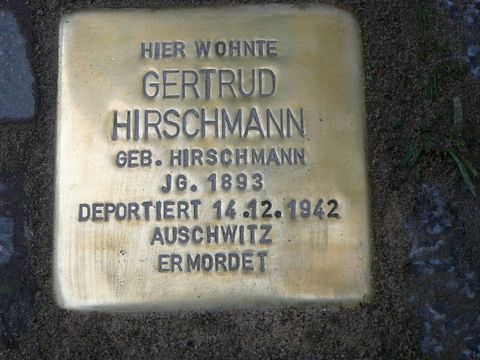 HIER WOHNTE
GERTRUD
HIRSCHMANN
GEB. HIRSCHMANN
JG. 1893
DEPORTIERT 14.12.1942
AUSCHWITZ
ERMORDET